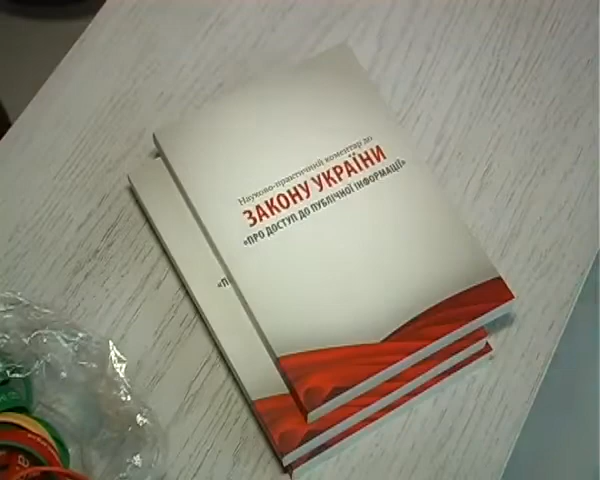 Науково-практичний коментар до
ЗАКОНУ УКРАЇНИ
«ПРО ДОСТУП ДО ПУБЛІЧНОЇ ІНФОРМАЦІЇ»
«П